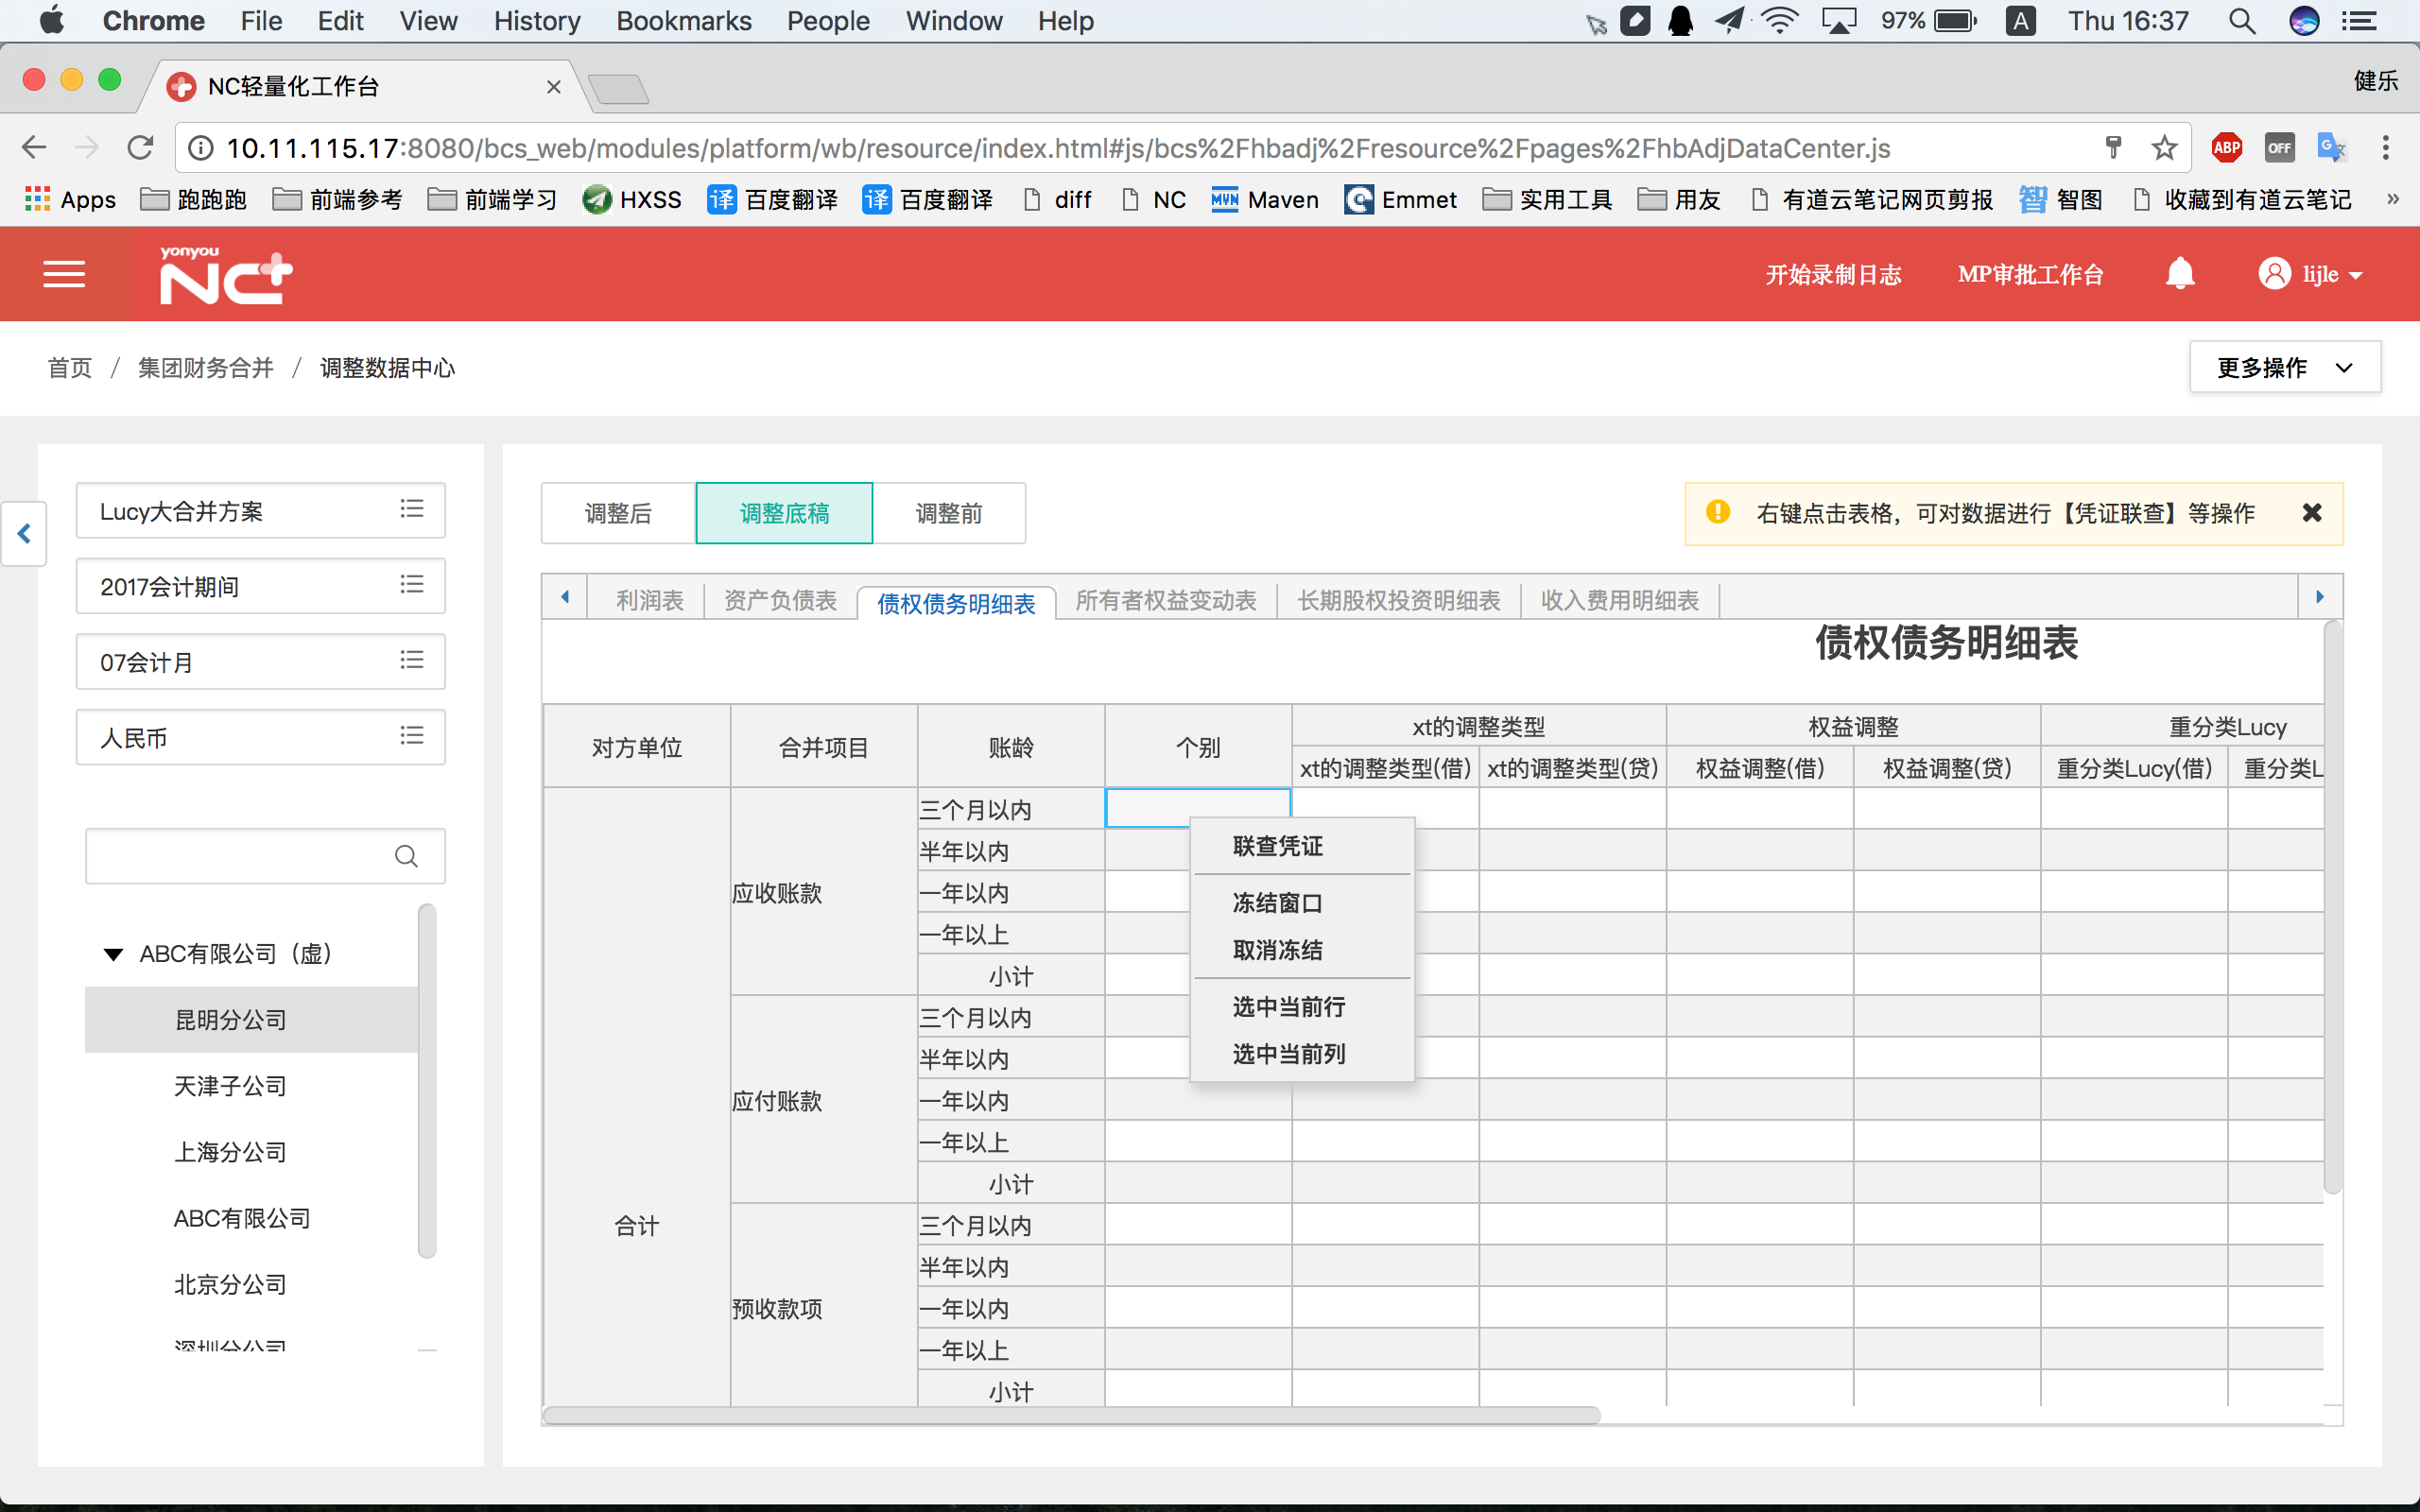 Chrome File Edit View History Bookmarks People Window Help 97% A Thu 16:37
NC轻量化工作台 健乐
10.11.115.17:8080/bcs_web/modules/platform/wb/resource/index.html#js/bcs%2Fhbadj%2Fresource%2Fpages%2FhbAdjDataCenter.js ABP OFF
Apps 跑跑跑 前端参考 前端学习 HXSS 译 百度翻译 译 百度翻译 diff NC MVN Maven Emmet 实用工具 用友 有道云笔记网页剪报 智 智图 收藏到有道云笔记 »
yonyou
NC+ 开始录制日志 MP审批工作台 lijle
首页 / 集团财务合并 / 调整数据中心 更多操作
Lucy大合并方案
2017会计期间
07会计月
人民币
ABC有限公司（虚）
昆明分公司
天津子公司
上海分公司
ABC有限公司
北京分公司
深圳分公司
调整后 调整底稿 调整前 右键点击表格，可对数据进行【凭证联查】等操作
利润表 资产负债表 债权债务明细表 所有者权益变动表 长期股权投资明细表 收入费用明细表
债权债务明细表
对方单位 合并项目 账龄 个别 xt的调整类型 权益调整 重分类Lucy
xt的调整类型(借) xt的调整类型(贷) 权益调整(借) 权益调整(贷) 重分类Lucy(借) 重分类L
合计
应收账款
三个月以内
半年以内
一年以内
一年以上
小计
应付账款
三个月以内
半年以内
一年以内
一年以上
小计
预收款项
三个月以内
半年以内
一年以内
一年以上
小计
联查凭证
冻结窗口
取消冻结
选中当前行
选中当前列